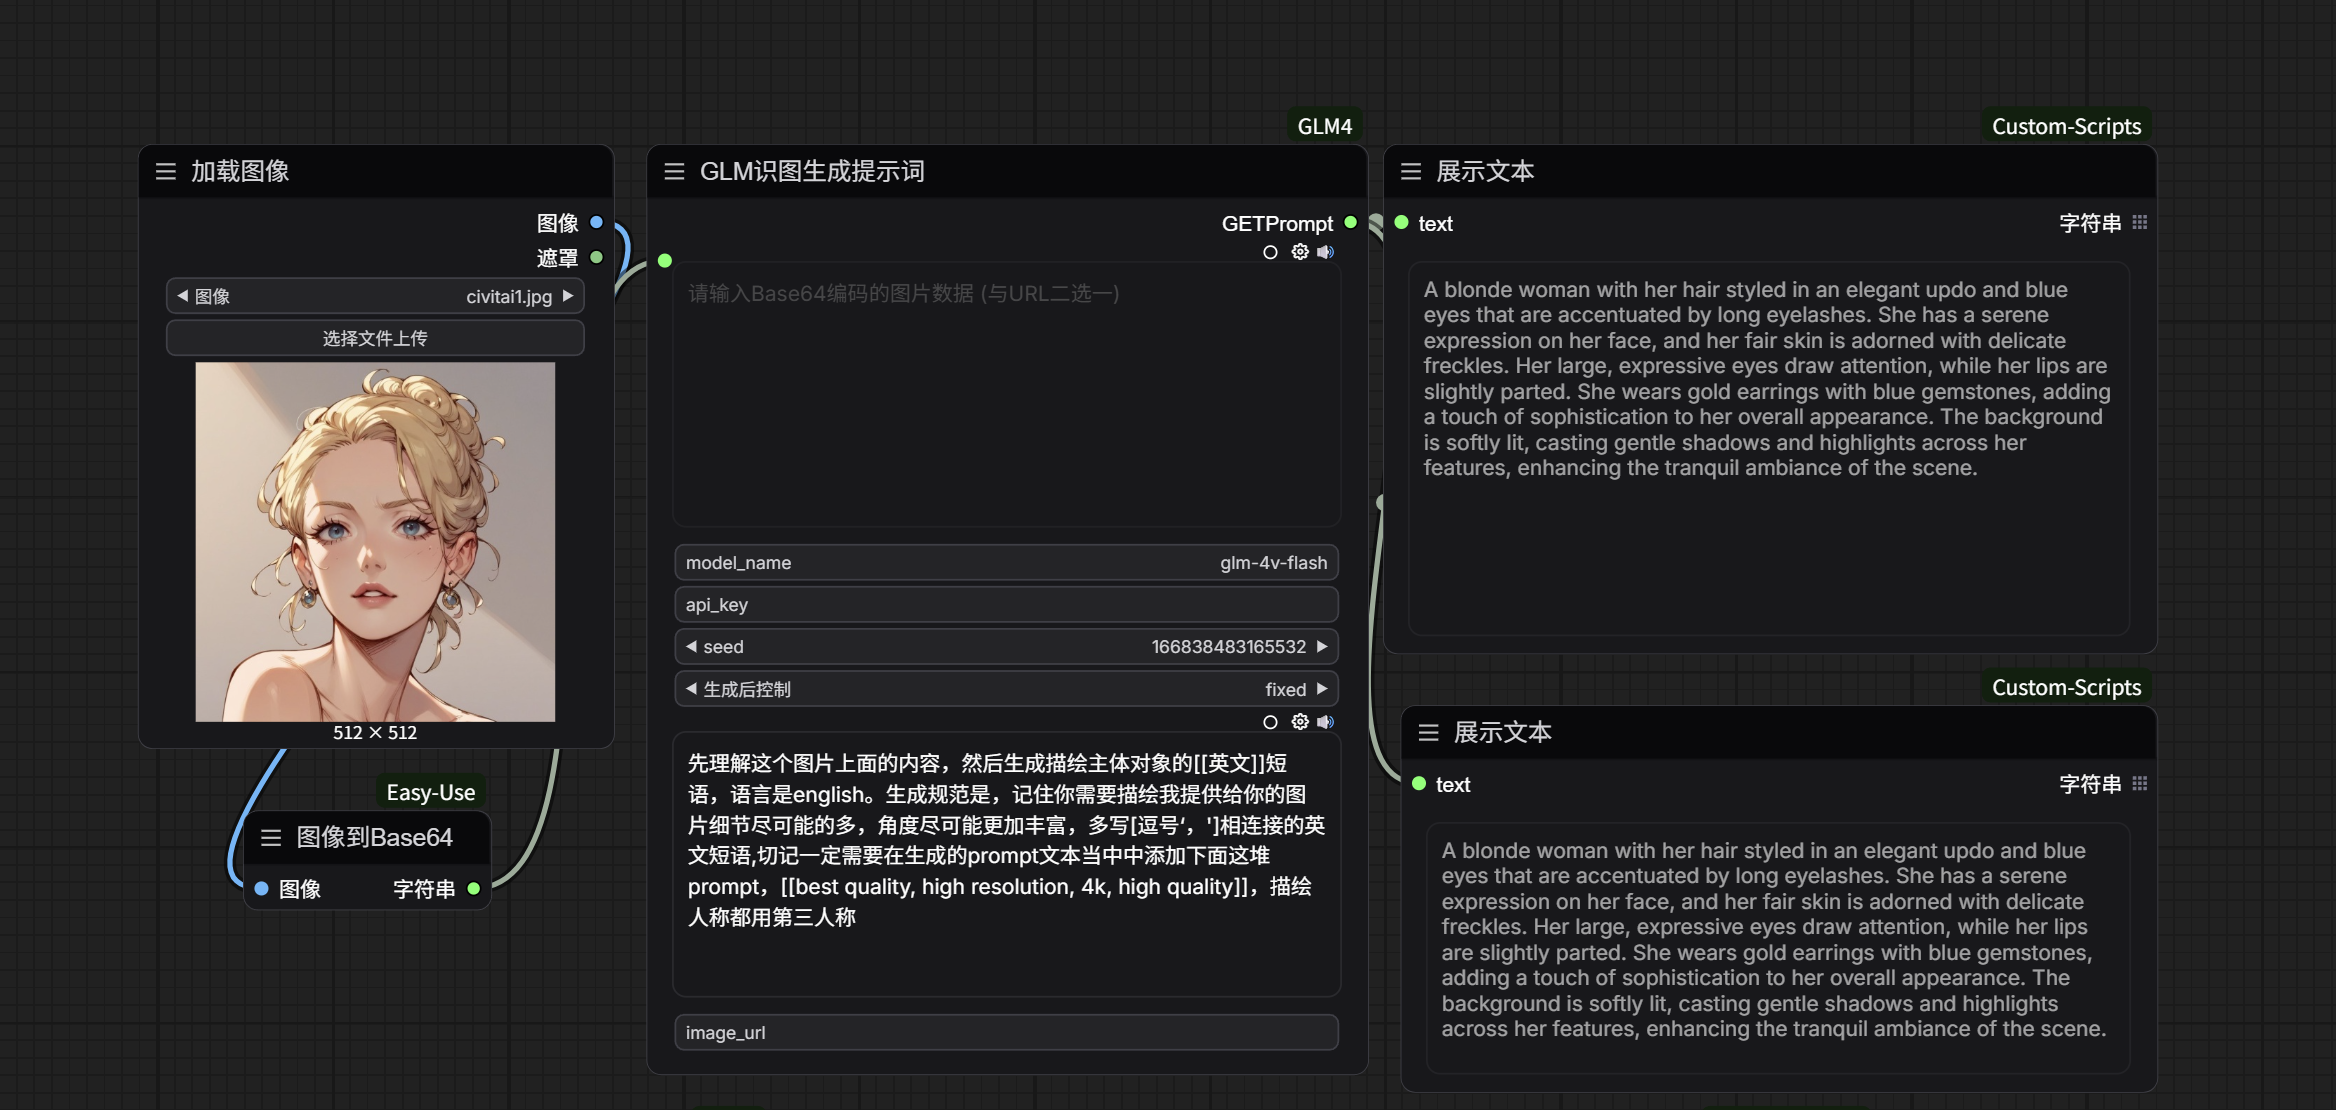 加载图像
图像
遮罩
图像 civitai1.jpg
选择文件上传
512 × 512
Easy-Use
图像到Base64
图像 字符串
GLM4
GLM识图生成提示词
GETPrompt
请输入Base64编码的图片数据 (与URL二选一)
model_name glm-4v-flash
api_key
seed 166838483165532
生成后控制 fixed
先理解这个图片上面的内容，然后生成描绘主体对象的[[英文]]短
语，语言是english。生成规范是，记住你需要描绘我提供给你的图
片细节尽可能的多，角度尽可能更加丰富，多写[逗号‘，']相连接的英
文短语,切记一定需要在生成的prompt文本当中中添加下面这堆
prompt，[[best quality, high resolution, 4k, high quality]]，描绘
人称都用第三人称
image_url
Custom-Scripts
展示文本
text 字符串
A blonde woman with her hair styled in an elegant updo and blue
eyes that are accentuated by long eyelashes. She has a serene
expression on her face, and her fair skin is adorned with delicate
freckles. Her large, expressive eyes draw attention, while her lips are
slightly parted. She wears gold earrings with blue gemstones, adding
a touch of sophistication to her overall appearance. The background
is softly lit, casting gentle shadows and highlights across her
features, enhancing the tranquil ambiance of the scene.
Custom-Scripts
展示文本
text 字符串
A blonde woman with her hair styled in an elegant updo and blue
eyes that are accentuated by long eyelashes. She has a serene
expression on her face, and her fair skin is adorned with delicate
freckles. Her large, expressive eyes draw attention, while her lips
are slightly parted. She wears gold earrings with blue gemstones,
adding a touch of sophistication to her overall appearance. The
background is softly lit, casting gentle shadows and highlights
across her features, enhancing the tranquil ambiance of the scene.